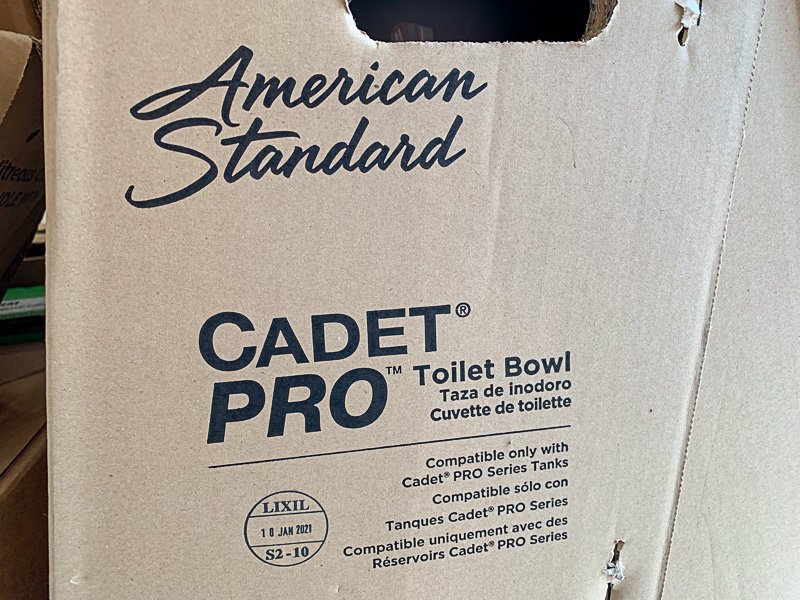 American
Standard
CADET®
PRO™ Toilet Bowl
Taza de inodoro
Cuvette de toilette
Compatible only with
Cadet® PRO Series Tanks
Compatible sólo con
Tanques Cadet® PRO Series
Compatible uniquement avec des
Réservoirs Cadet® PRO Series
LIXIL
10 JAN 2021
S2-10